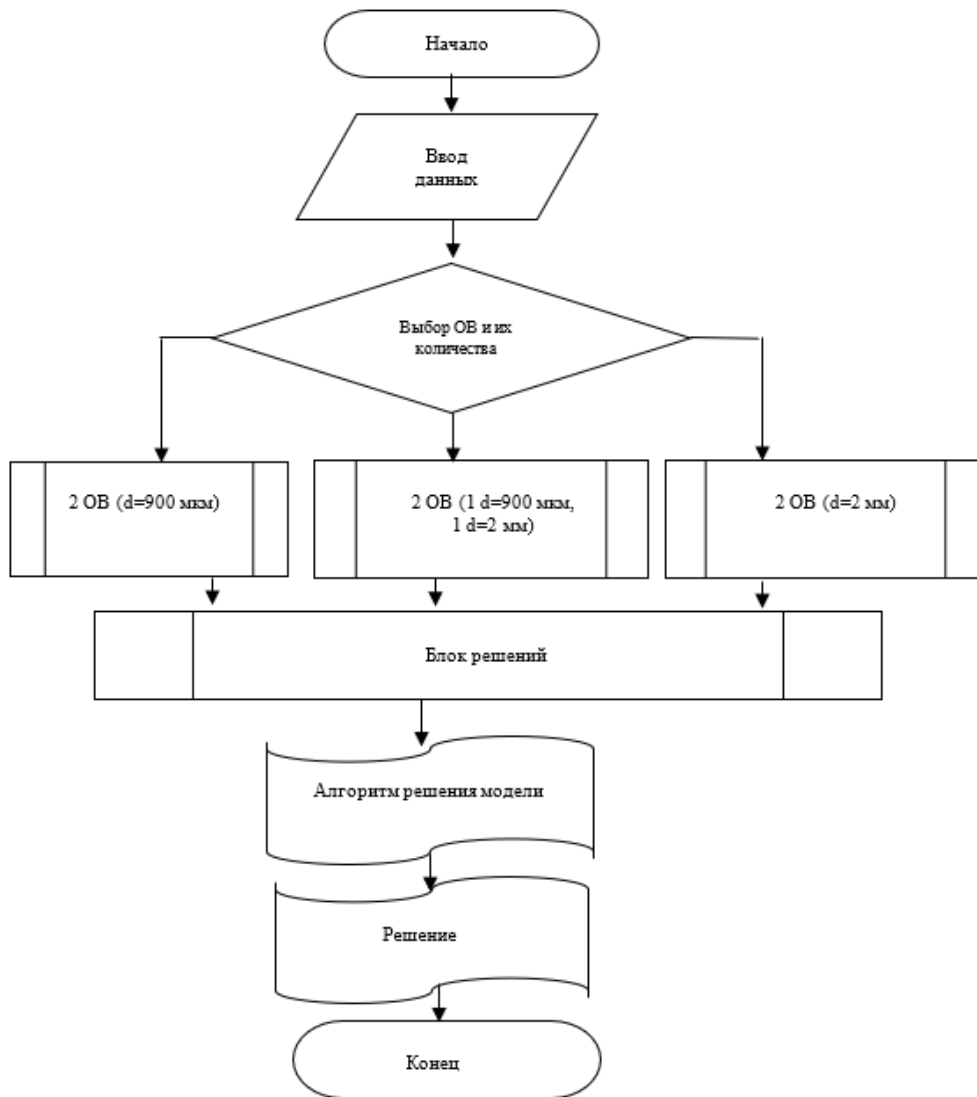 Начало
Ввод
данных
Выбор ОВ и их
количества
2 ОВ (d=900 мкм)
2 ОВ (1 d=900 мкм,
1 d=2 мм)
2 ОВ (d=2 мм)
Блок решений
Алгоритм решения модели
Решение
Конец